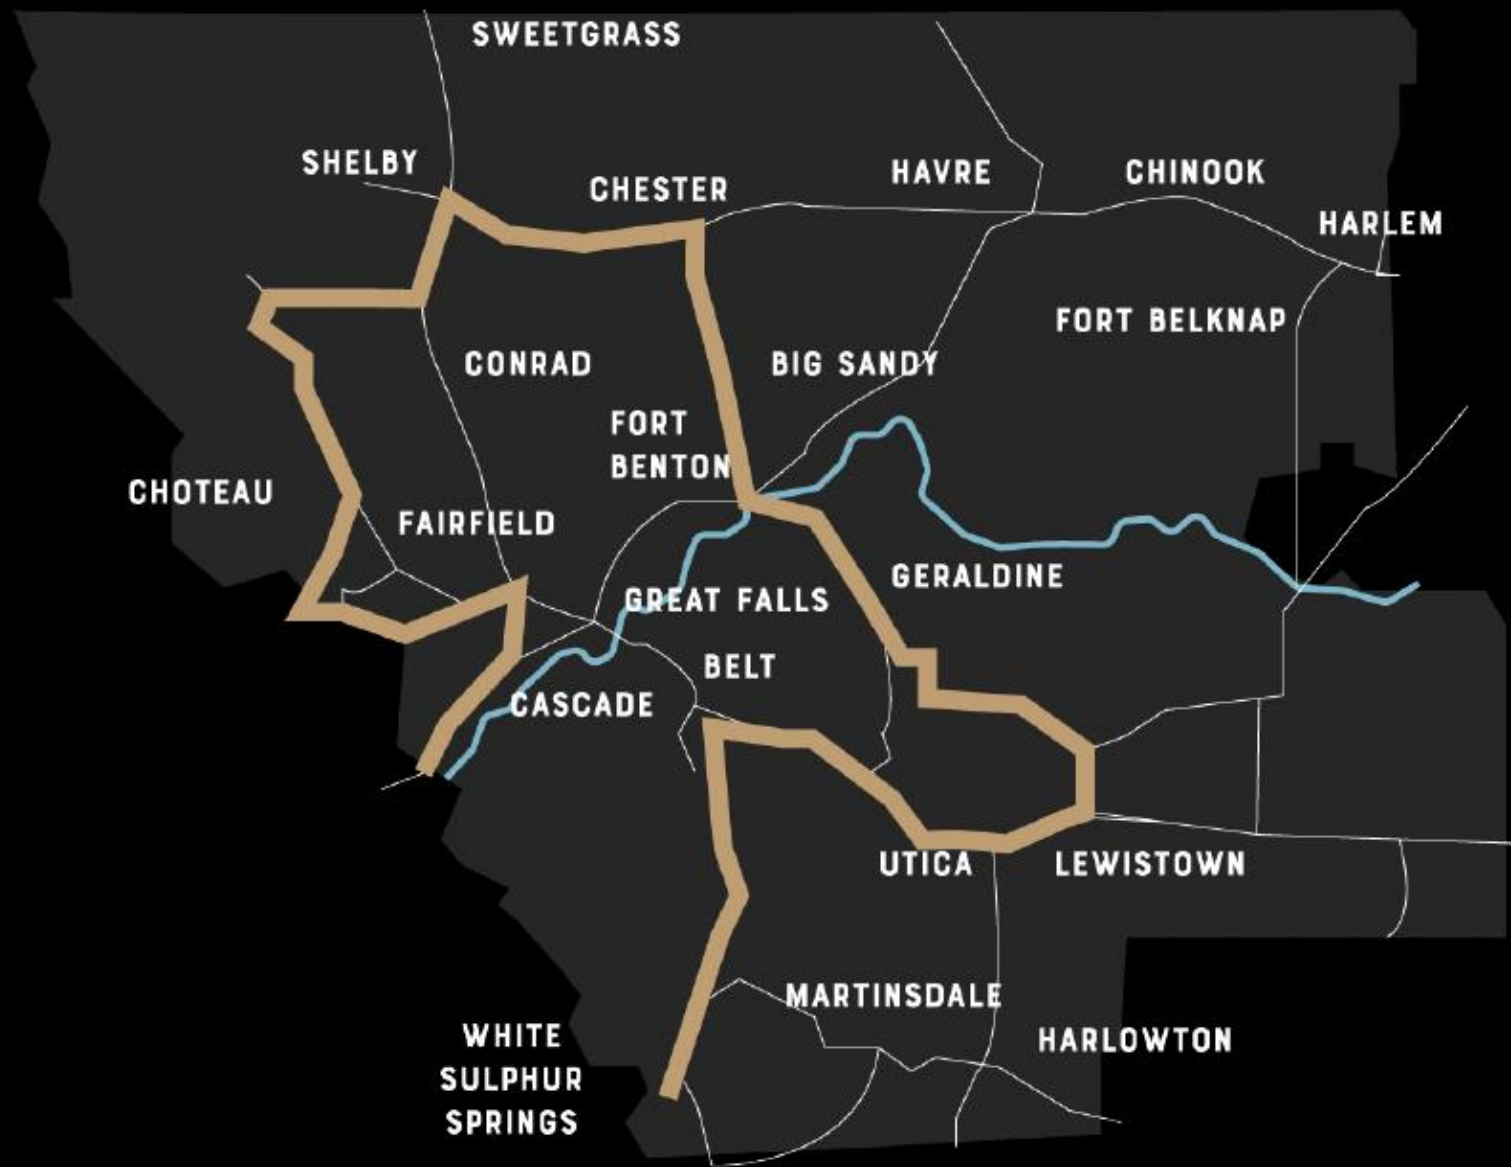 SWEETGRASS
SHELBY
CHESTER
HAVRE
CHINOOK
HARLEM
FORT BELKNAP
CONRAD
BIG SANDY
FORT
BENTON
CHOTEAU
FAIRFIELD
GERALDINE
GREAT FALLS
BELT
CASCADE
UTICA
LEWISTOWN
MARTINSDALE
WHITE
SULPHUR
SPRINGS
HARLOWTON